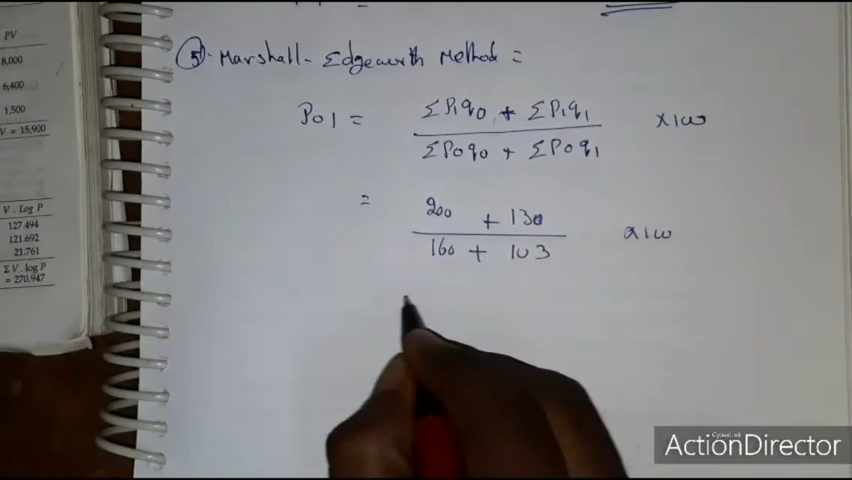 PV
8,000
6,400
1,500
V = 15,900
V. Log P
127.494
121.692
21.761
Σ V. log P
= 270.947
5. Marshall - Edgeworth Method =
P01 = ΣP1q0 + ΣP1q1 / ΣP0q0 + ΣP0q1 x100
= 200 + 130 / 160 + 103 x100
ActionDirector